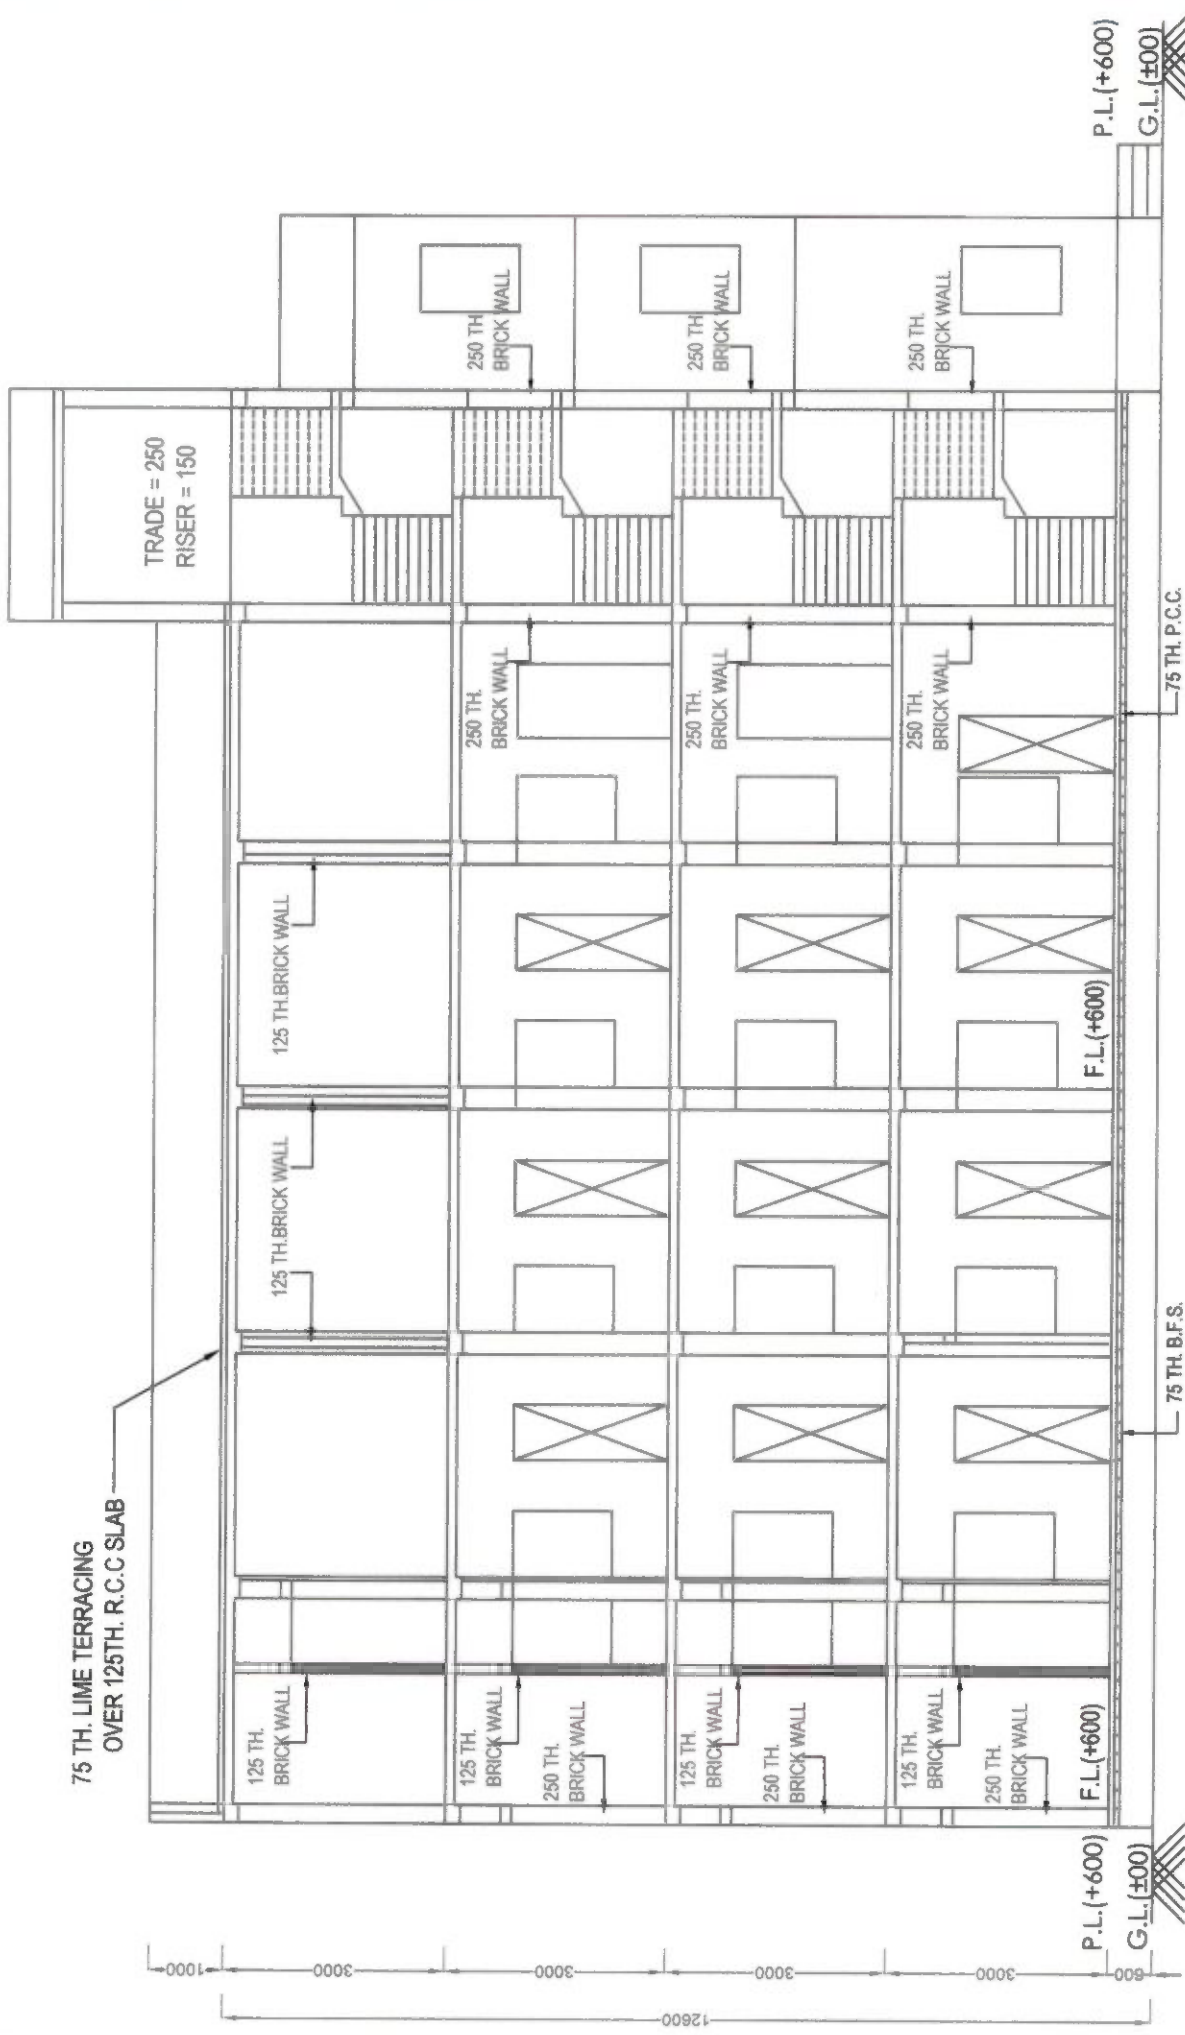 75 TH. LIME TERRACING
OVER 125TH. R.C.C SLAB
TRADE = 250
RISER = 150
125 TH.
BRICK WALL
125 TH.BRICK WALL
125 TH.BRICK WALL
125 TH.
BRICK WALL
250 TH.
BRICK WALL
250 TH.
BRICK WALL
250 TH
BRICK WALL
125 TH.
BRICK WALL
250 TH.
BRICK WALL
250 TH.
BRICK WALL
250 TH
BRICK WALL
125 TH.
BRICK WALL
250 TH.
BRICK WALL
250 TH.
BRICK WALL
250 TH.
BRICK WALL
F.L.(+600)
F.L.(+600)
P.L.(+600)
G.L.(±00)
P.L.(+600)
G.L.(±00)
75 TH. B.F.S.
75 TH. P.C.C.
1000
3000
3000
3000
3000
600
12600